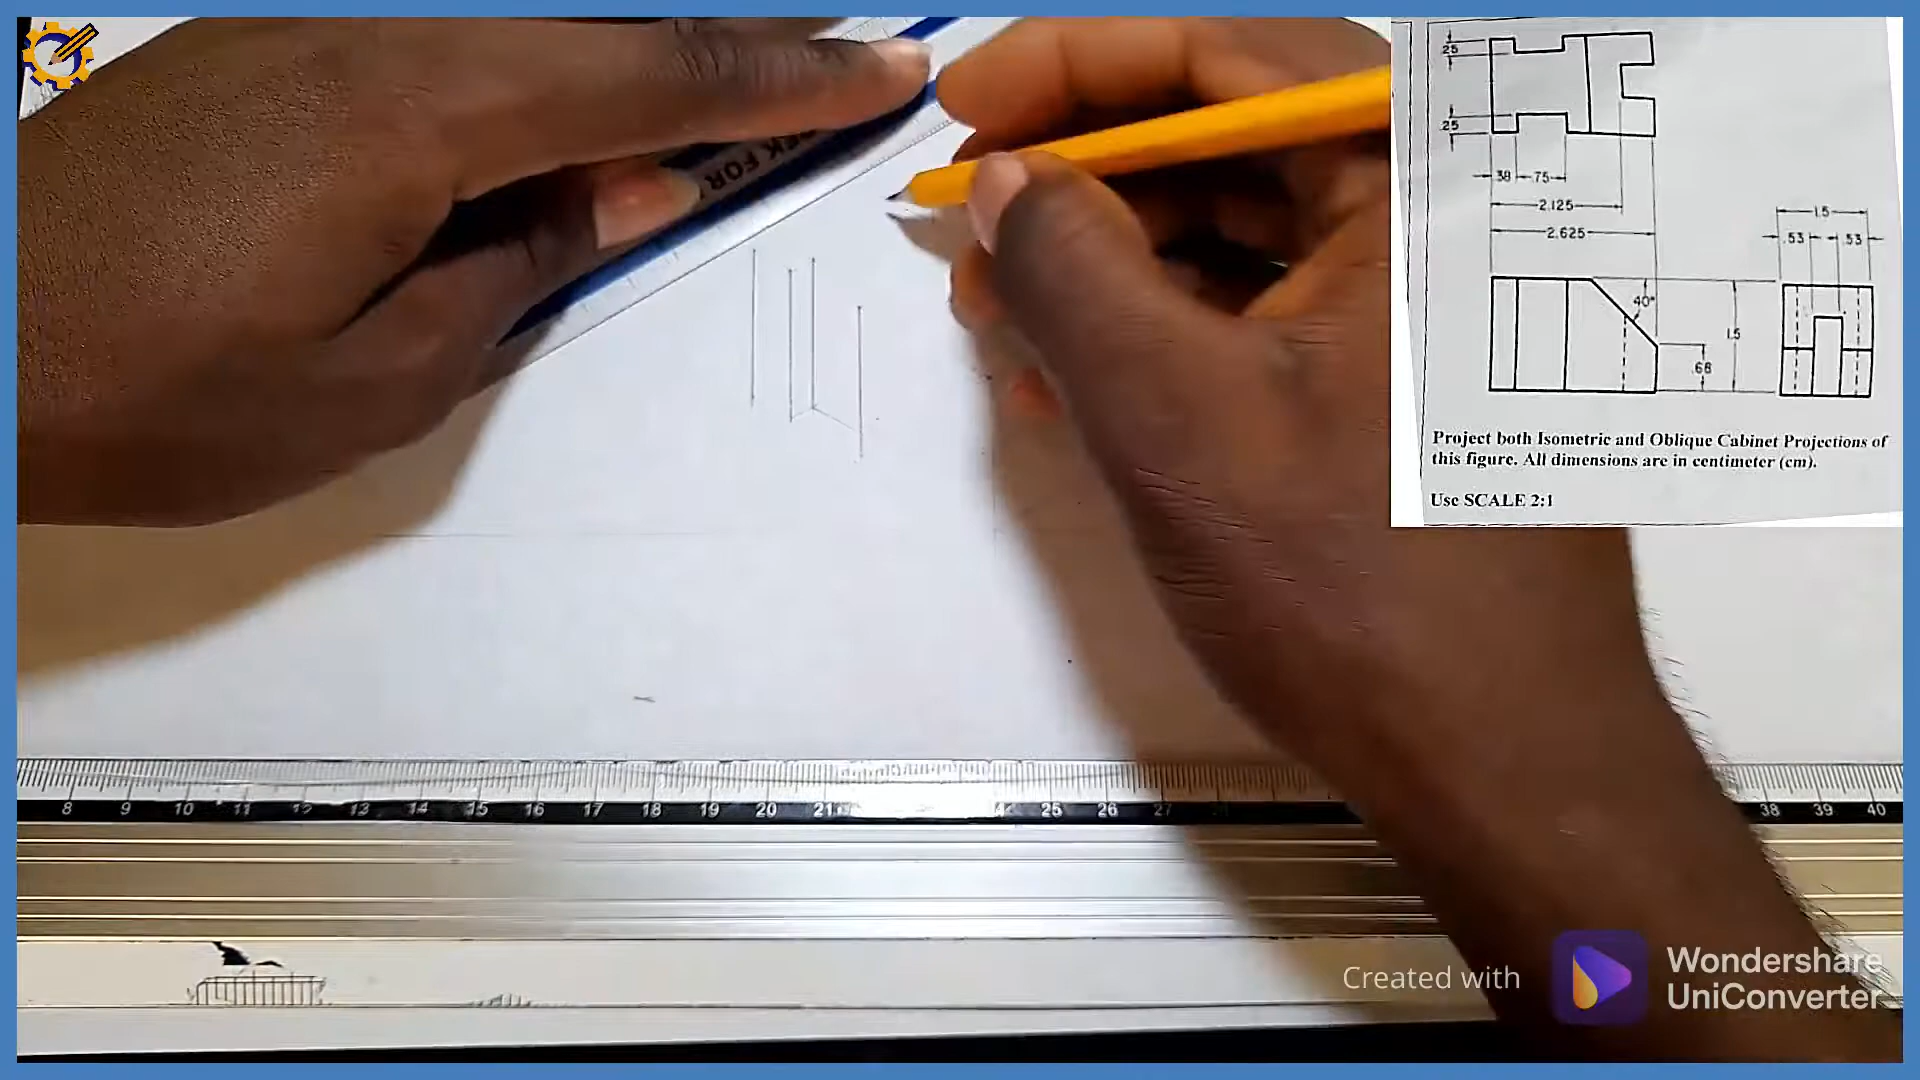 .25
.25
.38 .75
2.125
2.625
1.5
.53 .53
40°
1.5
.68
Project both Isometric and Oblique Cabinet Projections of
this figure. All dimensions are in centimeter (cm).
Use SCALE 2:1
8 9 10 11 12 13 14 15 16 17 18 19 20 21 25 26 27 38 39 40
Created with
Wondershare
UniConverter